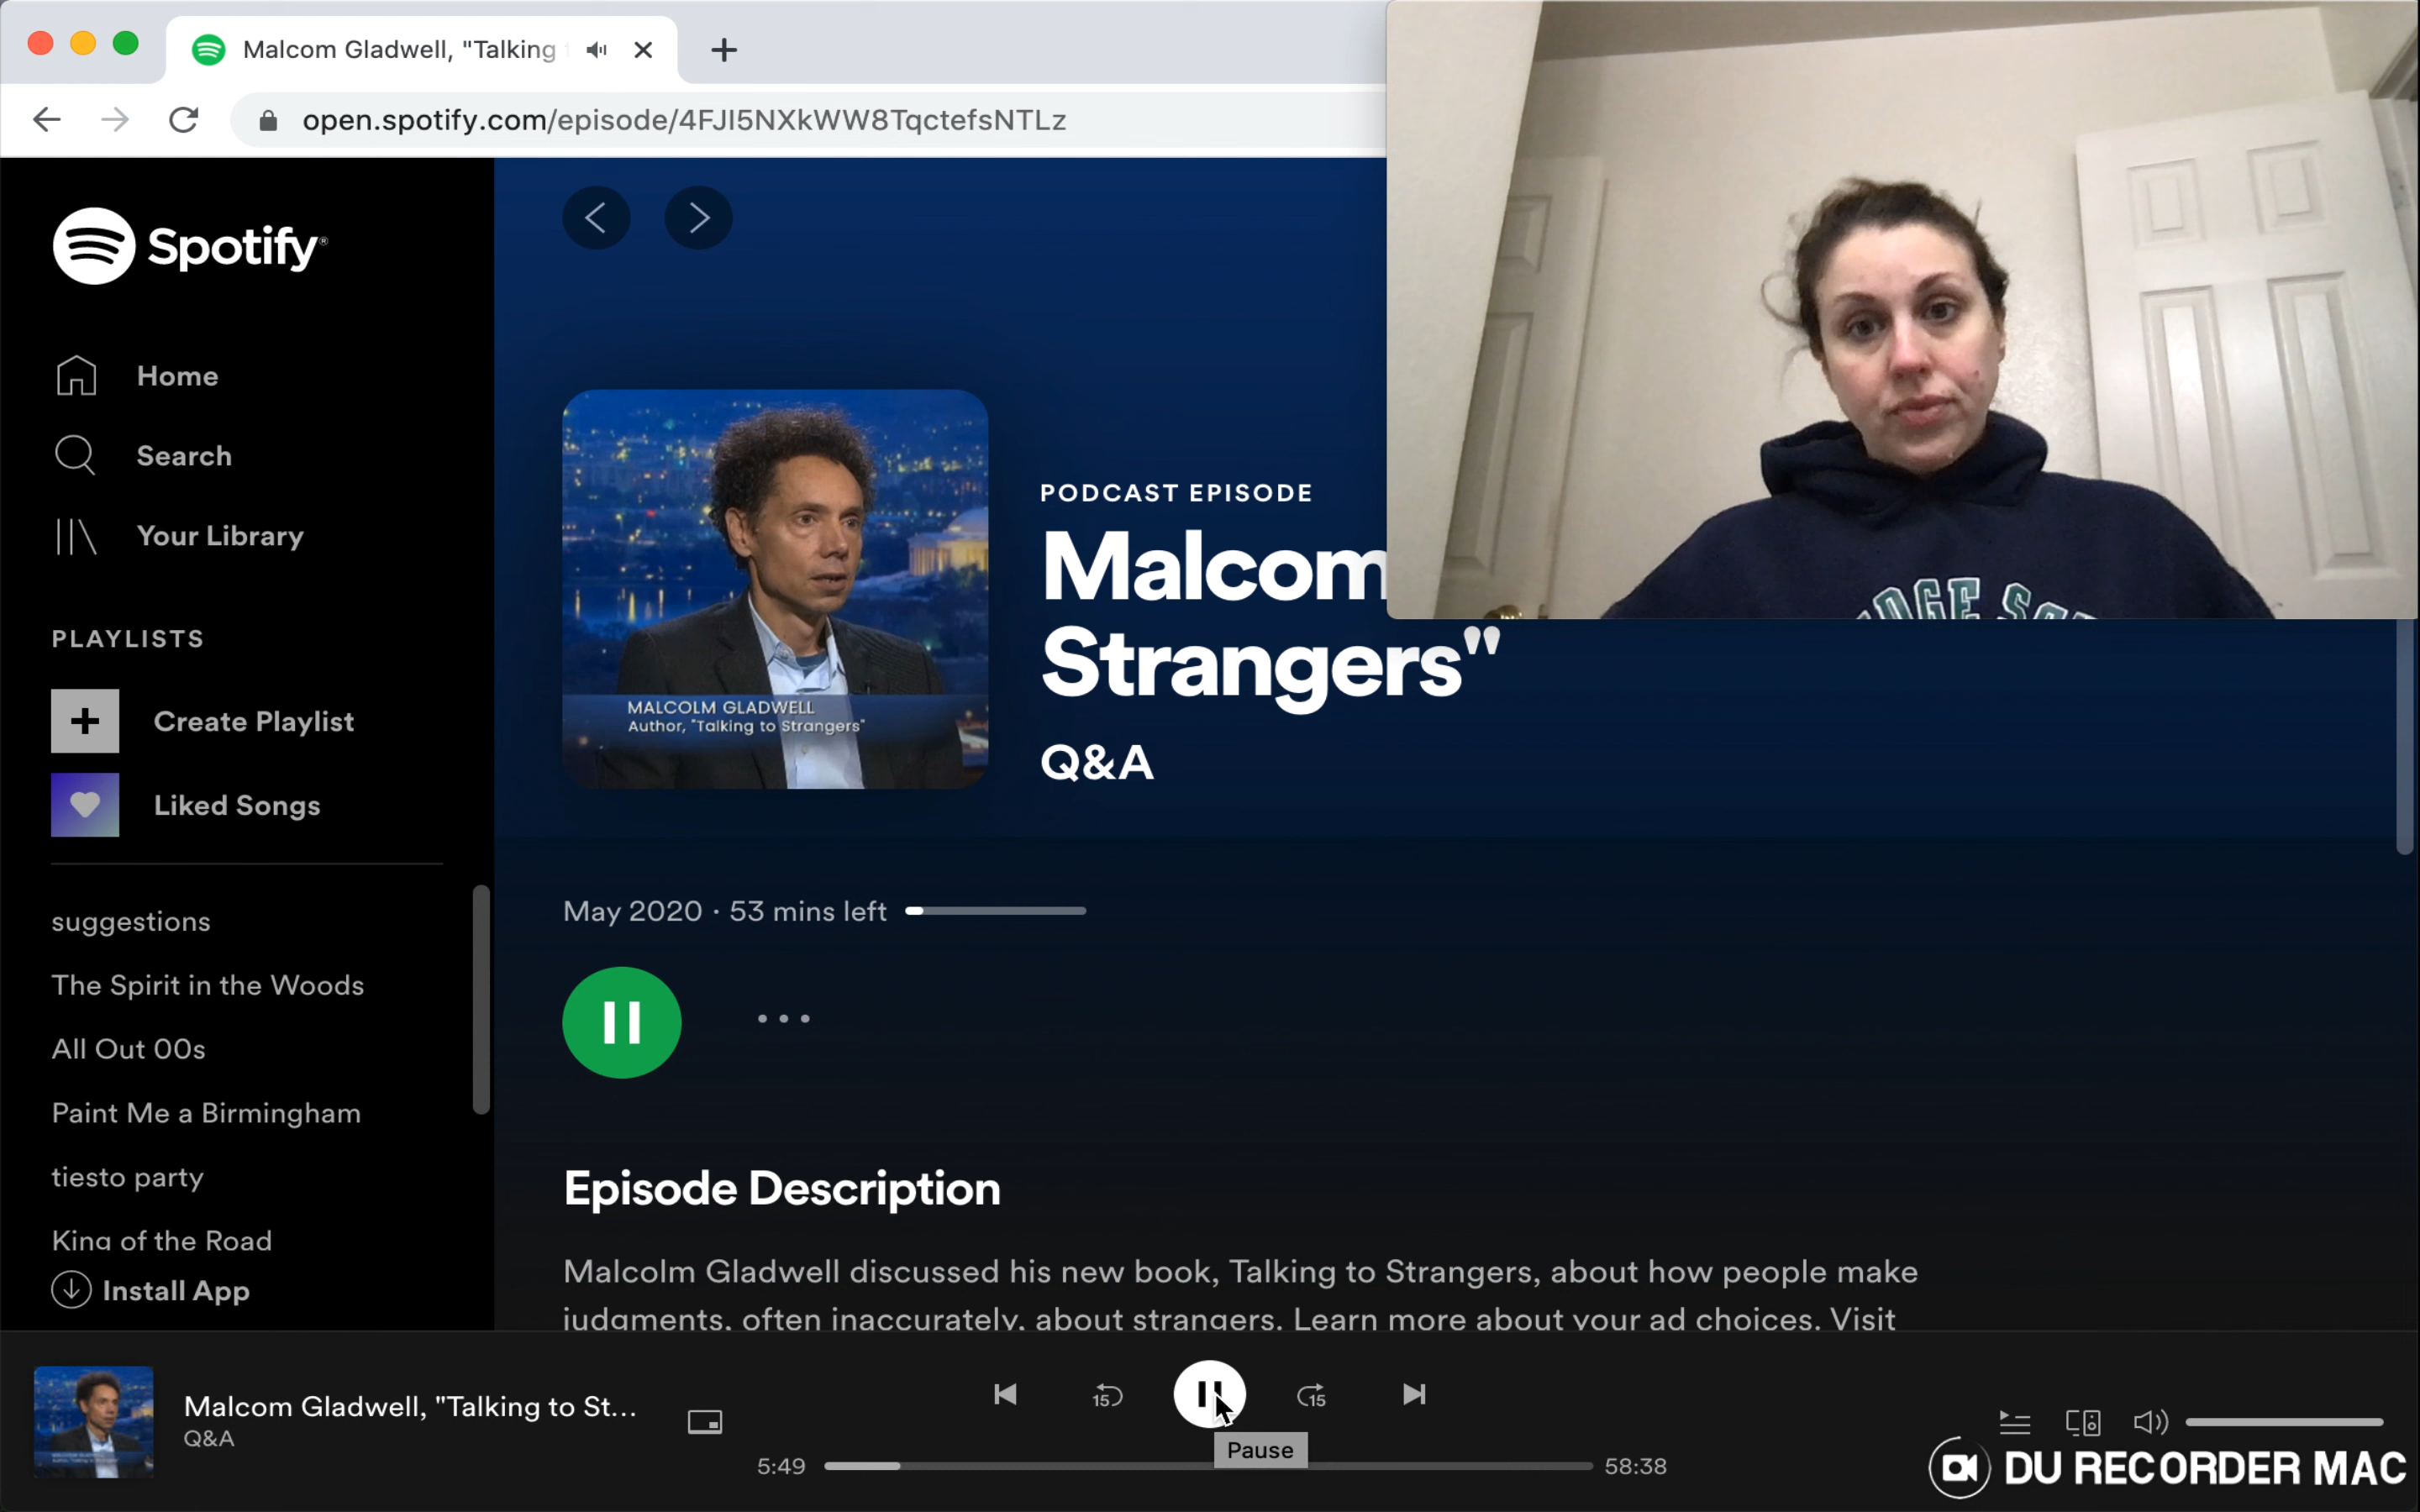 Malcom Gladwell, "Talking
open.spotify.com/episode/4FJI5NXkWW8TqctefsNTLz
Spotify®
Home
Search
Your Library
PLAYLISTS
Create Playlist
Liked Songs
suggestions
The Spirit in the Woods
All Out 00s
Paint Me a Birmingham
tiesto party
King of the Road
Install App
MALCOLM GLADWELL
Author, "Talking to Strangers"
PODCAST EPISODE
Malcom
Strangers"
Q&A
May 2020 · 53 mins left
Episode Description
Malcolm Gladwell discussed his new book, Talking to Strangers, about how people make
judgments, often inaccurately, about strangers. Learn more about your ad choices. Visit
Malcom Gladwell, "Talking to St...
Q&A
15
15
Pause
5:49
58:38
DU RECORDER MAC